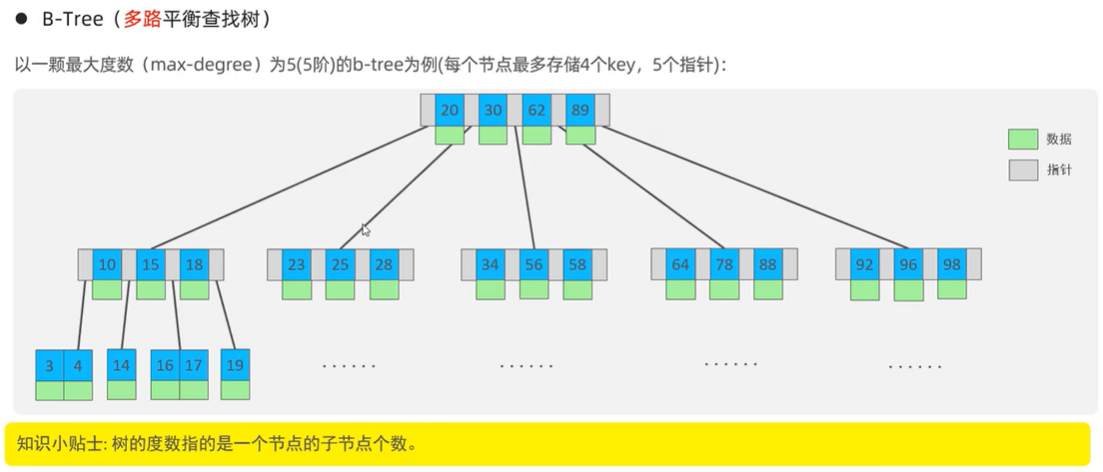 ● B-Tree（多路平衡查找树）
以一颗最大度数（max-degree）为5(5阶)的b-tree为例(每个节点最多存储4个key，5个指针)：
20 30 62 89
数据
指针
10 15 18 23 25 28 34 56 58 64 78 88 92 96 98
3 4 14 16 17 19 ...... ...... ...... ......
知识小贴士: 树的度数指的是一个节点的子节点个数。